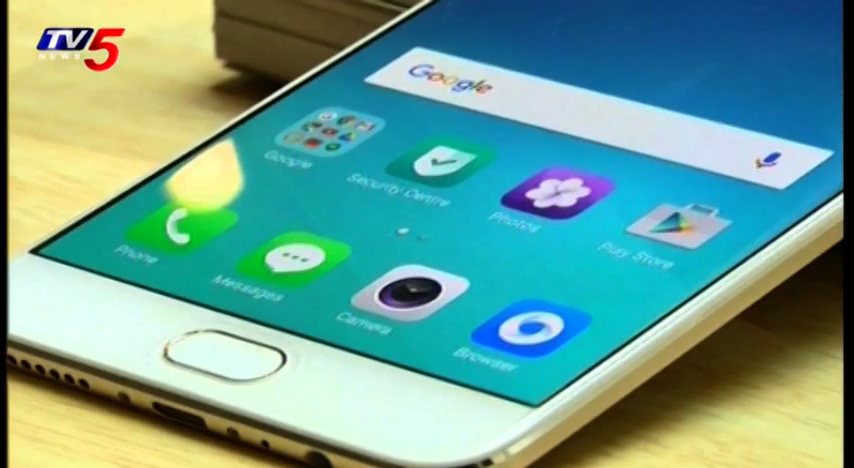 TV5
NEWS
Google
Google
Security Centre
Photos
Play Store
Phone
Messages
Camera
Browser